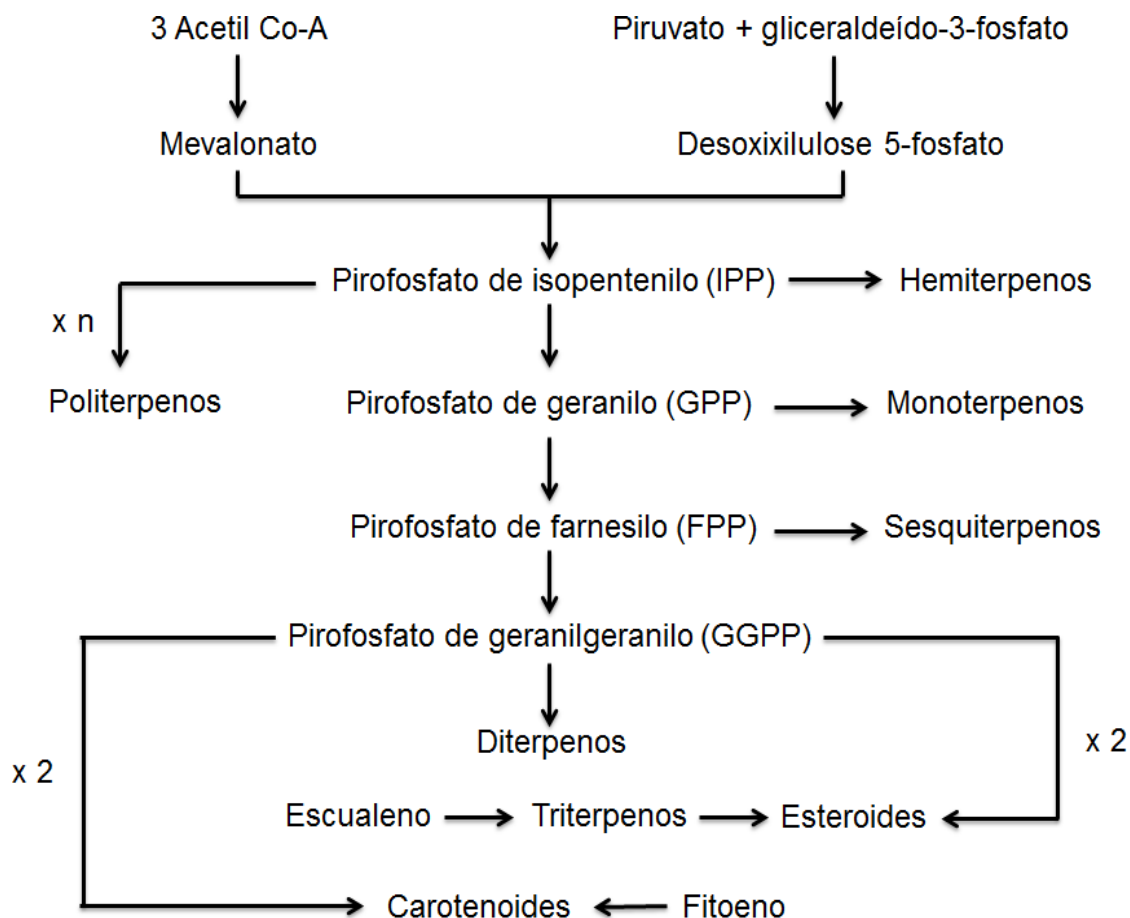 3 Acetil Co-A
Piruvato + gliceraldeído-3-fosfato
Mevalonato
Desoxixilulose 5-fosfato
Pirofosfato de isopentenilo (IPP)
Hemiterpenos
x n
Politerpenos
Pirofosfato de geranilo (GPP)
Monoterpenos
Pirofosfato de farnesilo (FPP)
Sesquiterpenos
Pirofosfato de geranilgeranilo (GGPP)
Diterpenos
x 2
x 2
Escualeno
Triterpenos
Esteroides
Carotenoides
Fitoeno